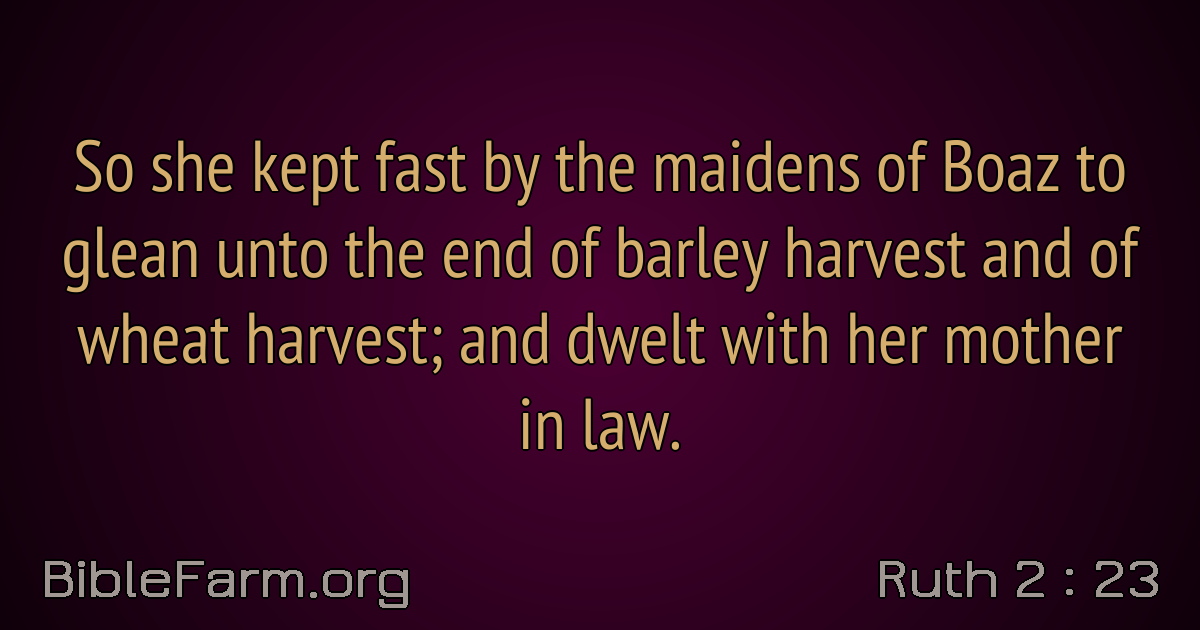 So she kept fast by the maidens of Boaz to
glean unto the end of barley harvest and of
wheat harvest; and dwelt with her mother
in law.
BibleFarm.org
Ruth 2 : 23